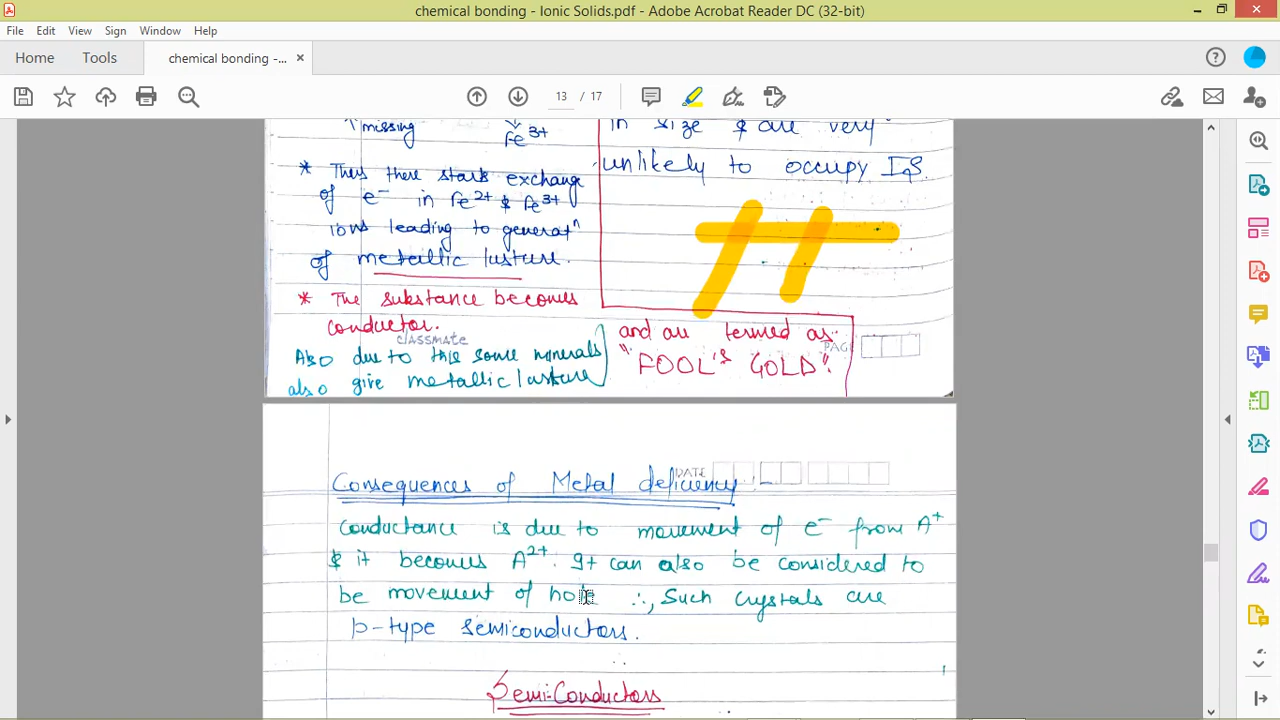 chemical bonding - Ionic Solids.pdf - Adobe Acrobat Reader DC (32-bit)
File Edit View Sign Window Help
Home Tools chemical bonding -... ×
13 / 17
missing Fe3+
* Thus there starts exchange
of e- in Fe2+ & Fe3+
ions leading to generatn
of metallic lusture.
* The substance becomes
conductor.
classmate
Also due to this some minerals
also give metallic lusture
in size & are very
unlikely to occupy I.S.
and are termed as
PAGE
"FOOL's GOLD".
DATE
Consequences of Metal deficiency
Conductance is due to movement of e- from A+
& it becomes A2+. It can also be considered to
be movement of hole ∴, Such crystals are
p-type semiconductors.
Semi-Conductors